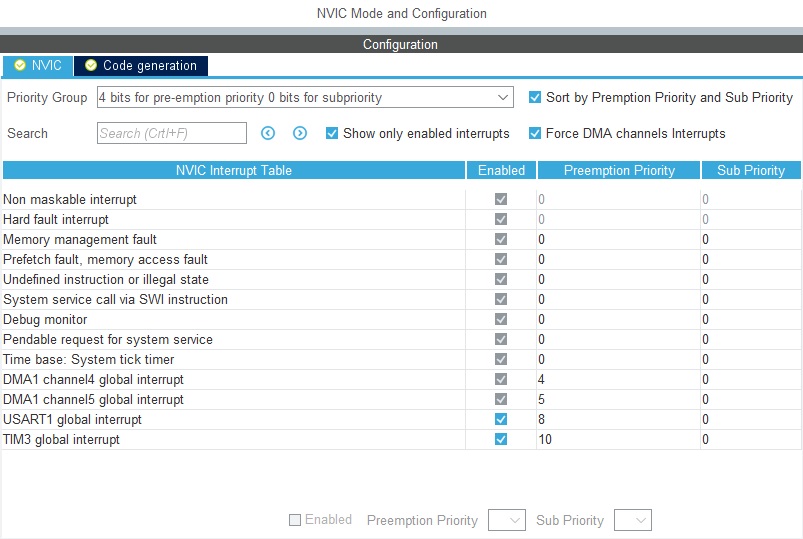 NVIC Mode and Configuration
Configuration
NVIC Code generation
Priority Group 4 bits for pre-emption priority 0 bits for subpriority Sort by Premption Priority and Sub Priority
Search Search (CrtI+F) Show only enabled interrupts Force DMA channels Interrupts
NVIC Interrupt Table Enabled Preemption Priority Sub Priority
Non maskable interrupt 0 0
Hard fault interrupt 0 0
Memory management fault 0 0
Prefetch fault, memory access fault 0 0
Undefined instruction or illegal state 0 0
System service call via SWI instruction 0 0
Debug monitor 0 0
Pendable request for system service 0 0
Time base: System tick timer 0 0
DMA1 channel4 global interrupt 4 0
DMA1 channel5 global interrupt 5 0
USART1 global interrupt 8 0
TIM3 global interrupt 10 0
Enabled Preemption Priority Sub Priority